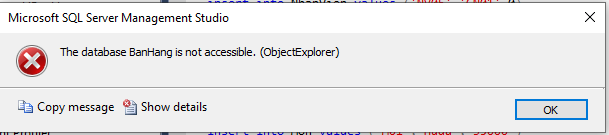 Microsoft SQL Server Management Studio
The database BanHang is not accessible. (ObjectExplorer)
Copy message
Show details
OK